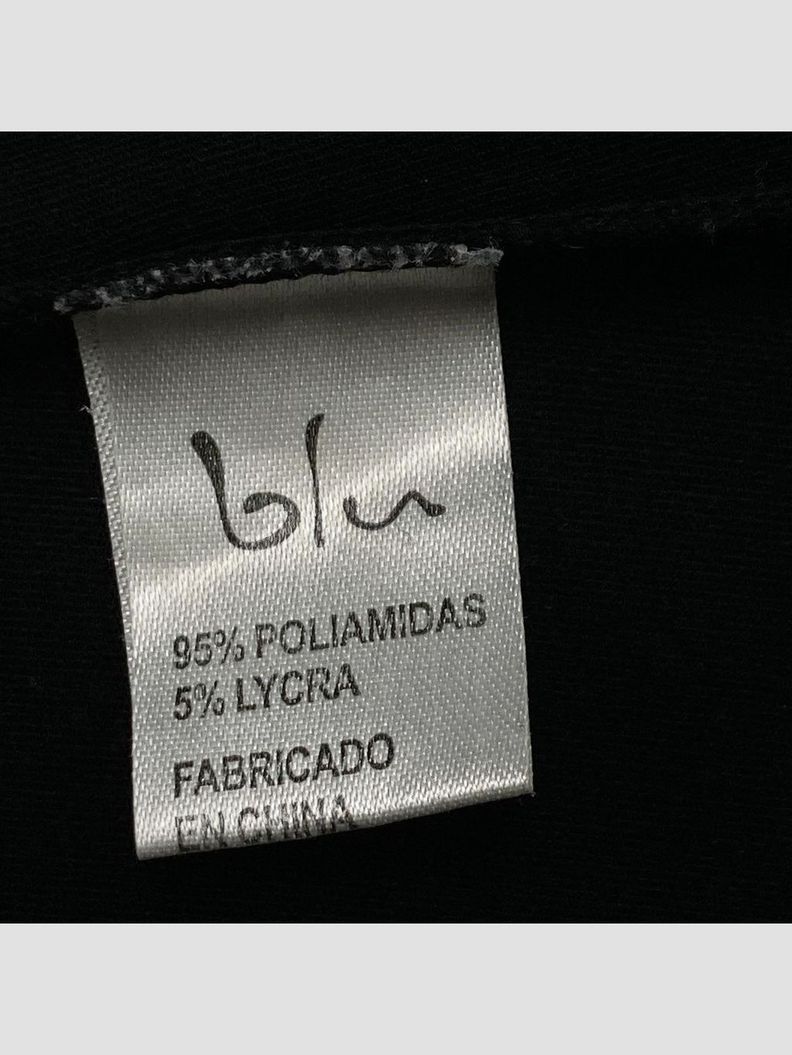 blu
95% POLIAMIDAS
5% LYCRA
FABRICADO
EN CHINA